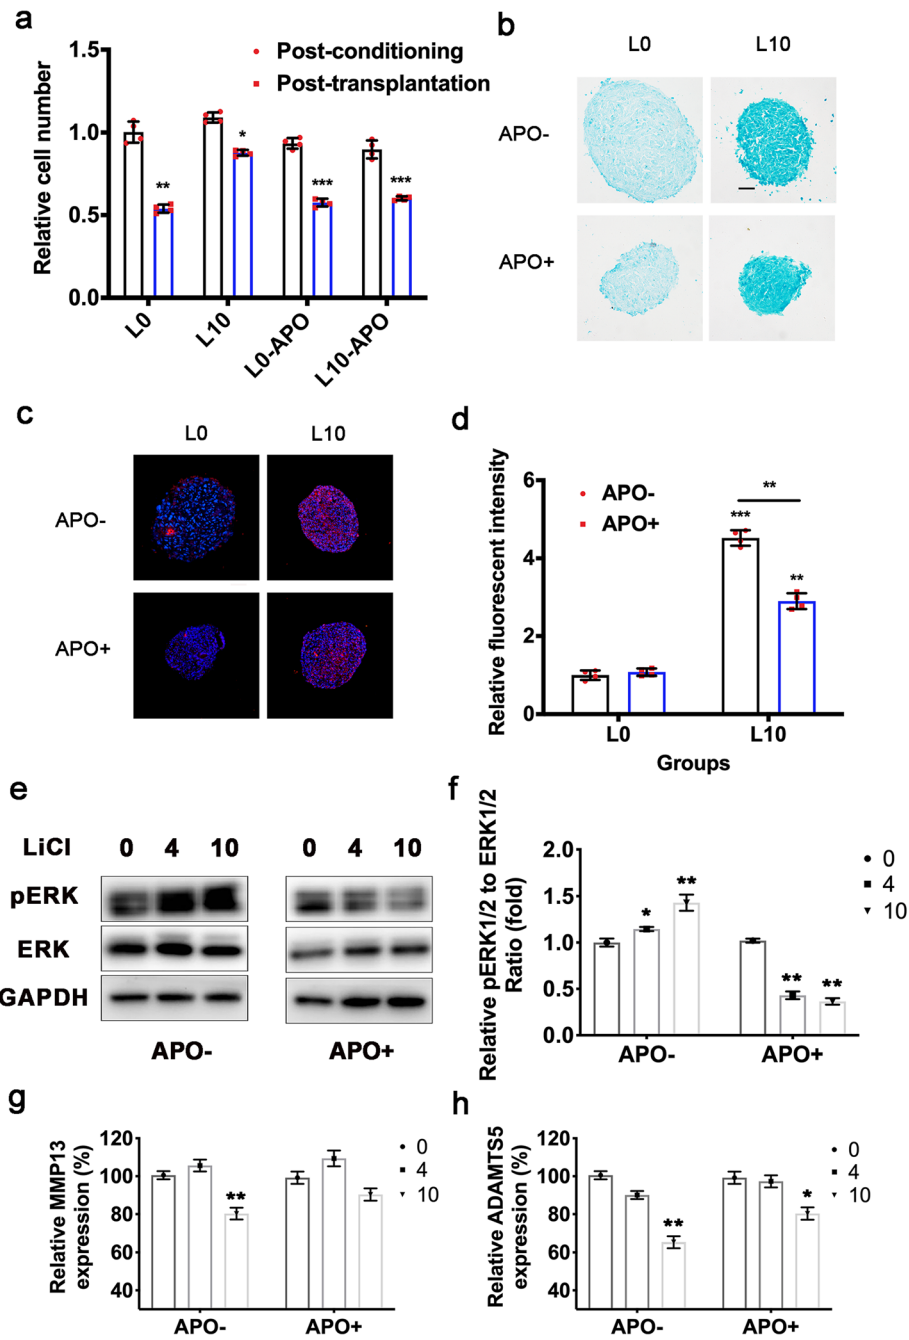 a
Relative cell number
1.5
1.0
0.5
0.0
Post-conditioning
Post-transplantation
**
*
***
***
L0
L10
L0-APO
L10-APO
b
L0
L10
APO-
APO+
c
L0
L10
APO-
APO+
d
Relative fluorescent intensity
6
4
2
0
APO-
APO+
***
**
**
L0
L10
Groups
e
LiCl
0 4 10
0 4 10
pERK
ERK
GAPDH
APO-
APO+
f
Relative pERK1/2 to ERK1/2
Ratio (fold)
2.0
1.5
1.0
0.5
0.0
*
**
**
**
0
4
10
APO-
APO+
g
Relative MMP13
expression (%)
120
100
80
60
40
**
0
4
10
APO-
APO+
h
Relative ADAMTS5
expression (%)
120
100
80
60
40
**
*
0
4
10
APO-
APO+